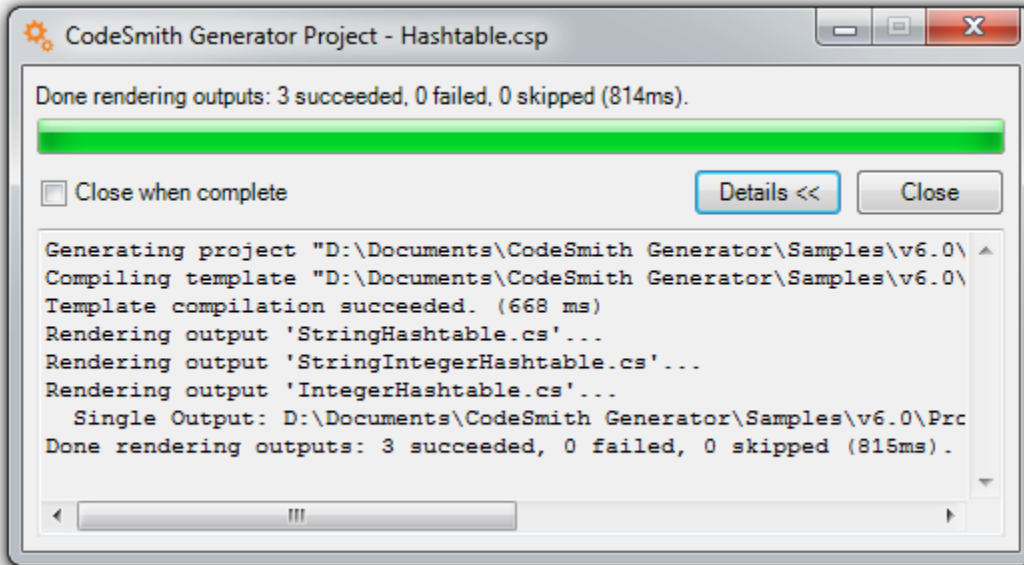 CodeSmith Generator Project - Hashtable.csp
Done rendering outputs: 3 succeeded, 0 failed, 0 skipped (814ms).
Close when complete
Details <<
Close
Generating project "D:\Documents\CodeSmith Generator\Samples\v6.0\
Compiling template "D:\Documents\CodeSmith Generator\Samples\v6.0\
Template compilation succeeded. (668 ms)
Rendering output 'StringHashtable.cs'...
Rendering output 'StringIntegerHashtable.cs'...
Rendering output 'IntegerHashtable.cs'...
  Single Output: D:\Documents\CodeSmith Generator\Samples\v6.0\Pro
Done rendering outputs: 3 succeeded, 0 failed, 0 skipped (815ms).